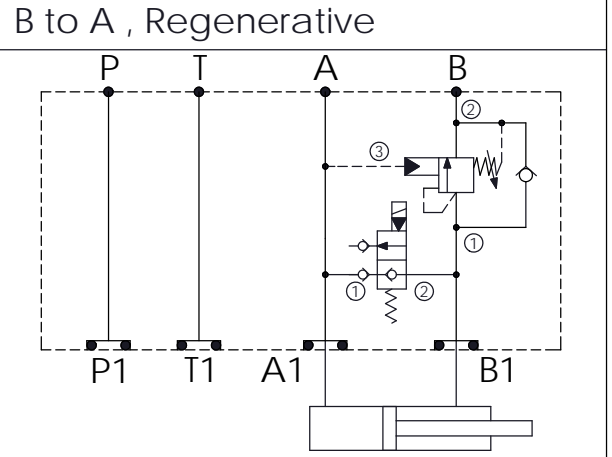 B to A , Regenerative
P T A B
2
3
1
1 2
P1 T1 A1 B1